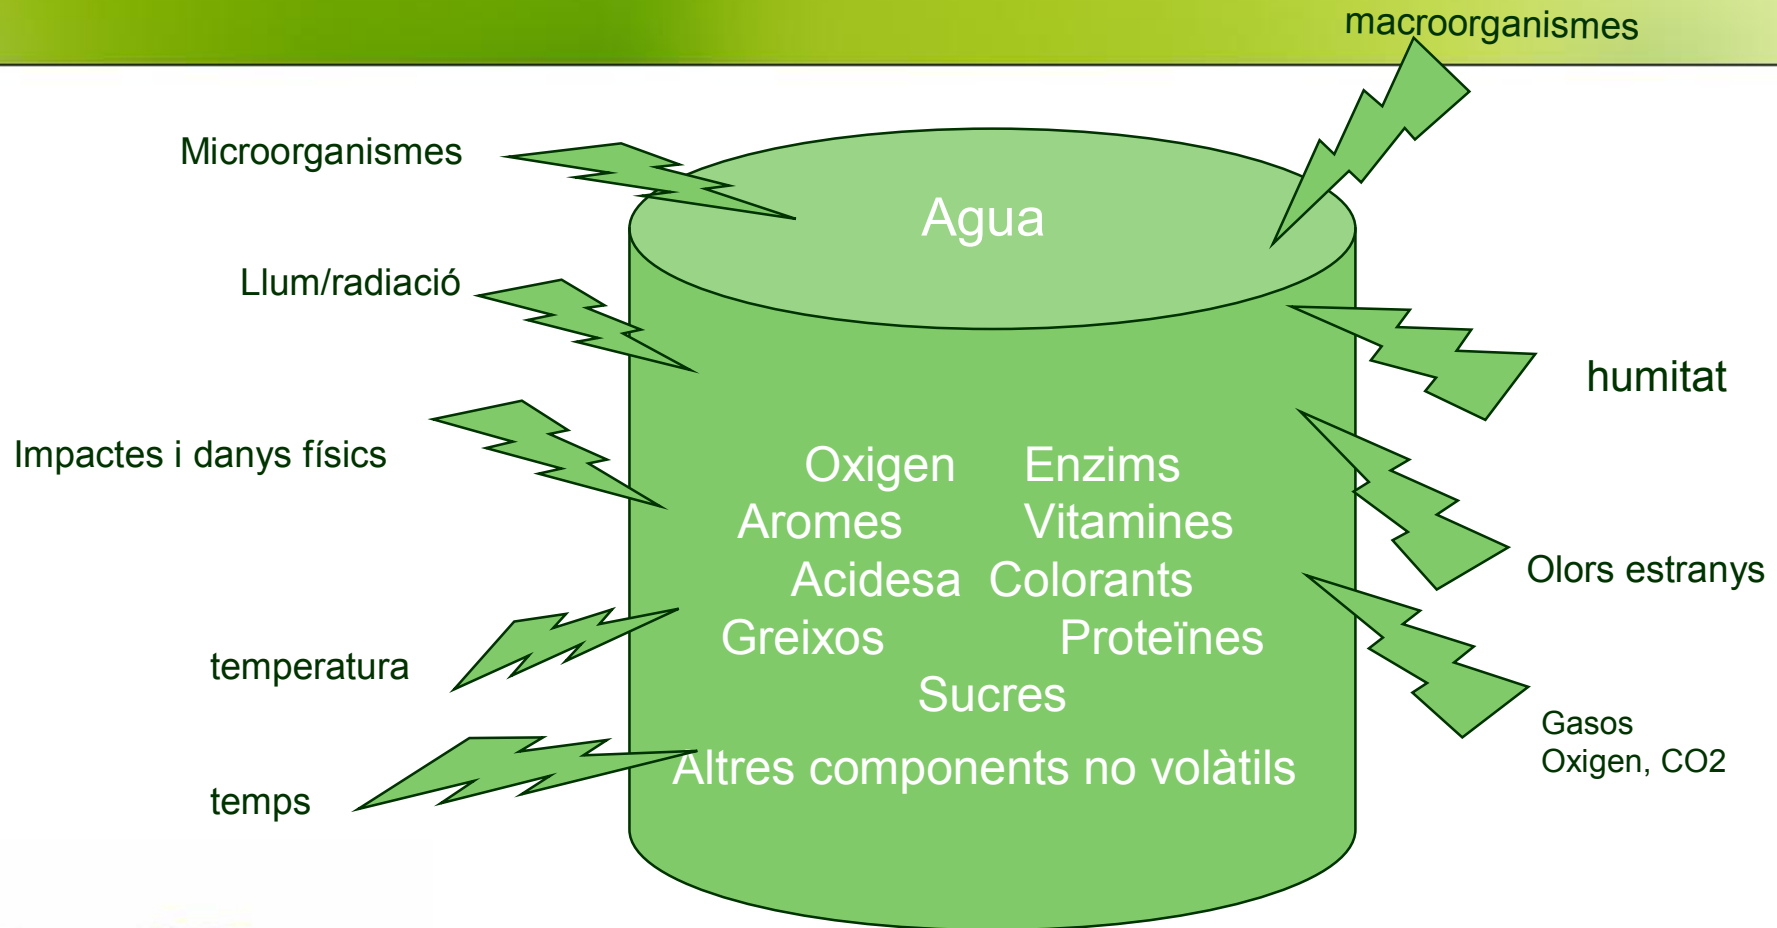 macroorganismes
Microorganismes
Agua
Llum/radiació
humitat
Impactes i danys físics
Oxigen Enzims
Aromes Vitamines
Acidesa Colorants
Greixos Proteïnes
Sucres
Altres components no volàtils
Olors estranys
temperatura
Gasos
Oxigen, CO2
temps